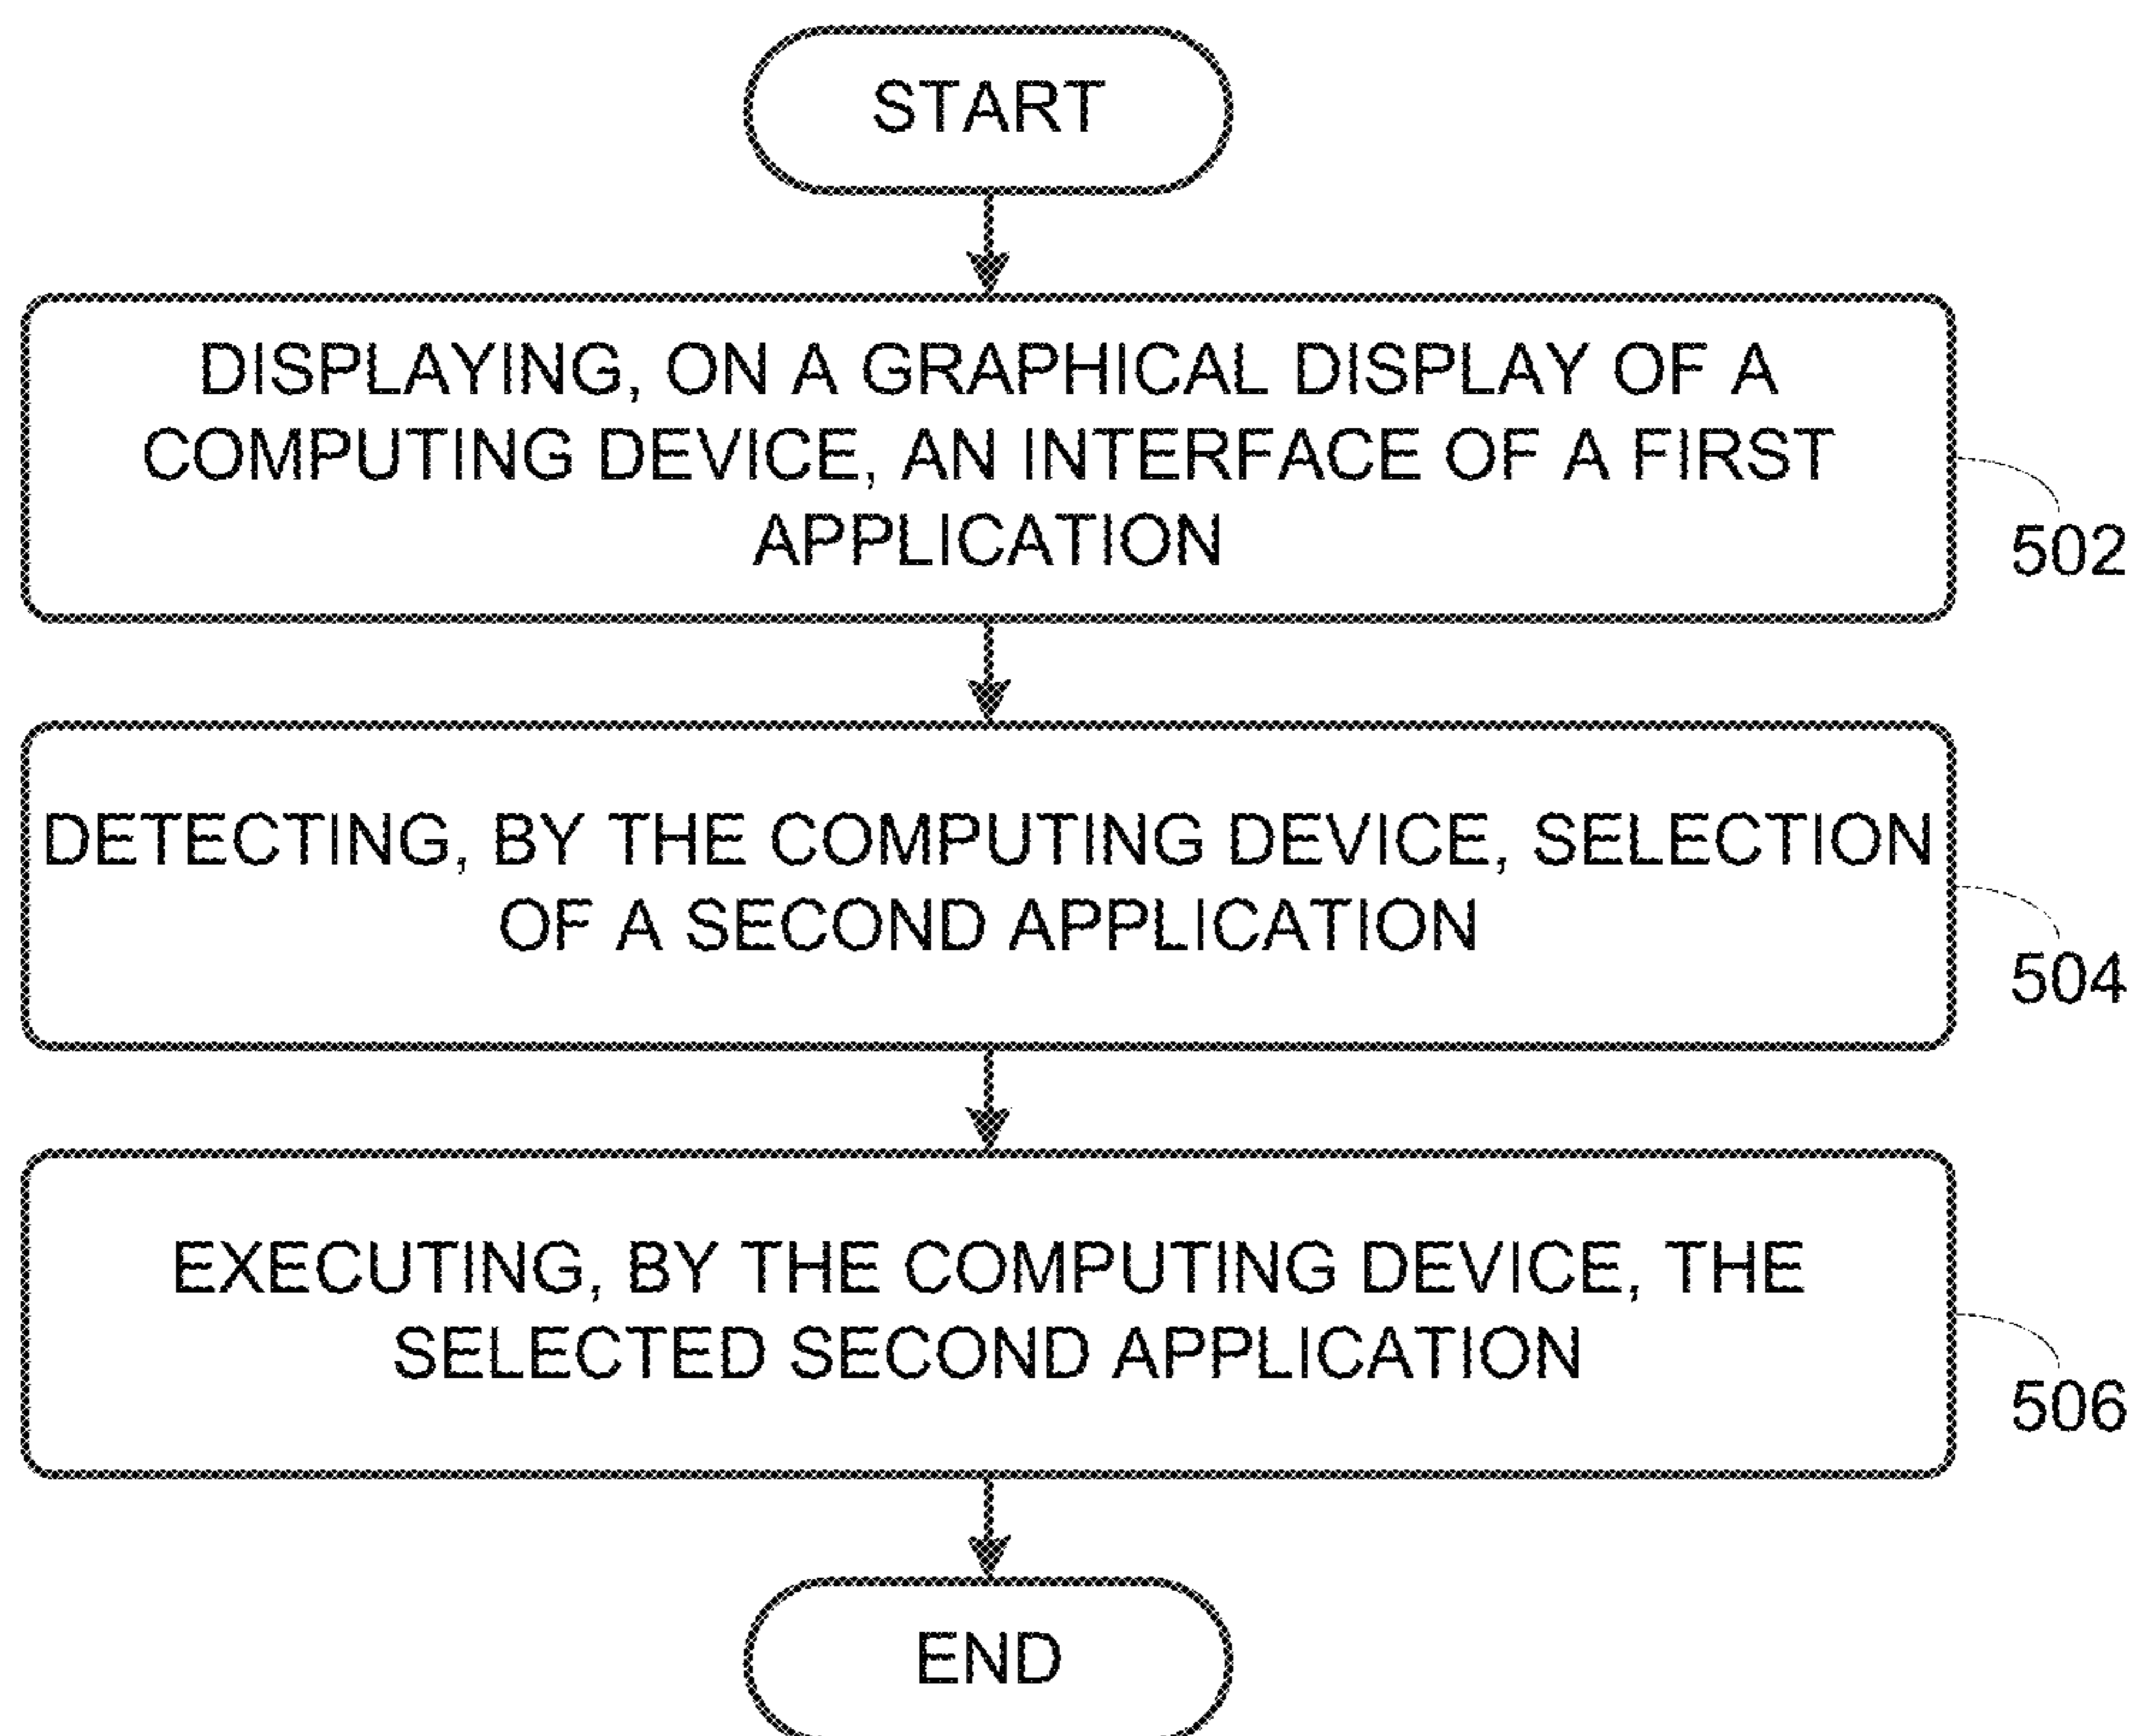 START
DISPLAYING, ON A GRAPHICAL DISPLAY OF A
COMPUTING DEVICE, AN INTERFACE OF A FIRST
APPLICATION
502
DETECTING, BY THE COMPUTING DEVICE, SELECTION
OF A SECOND APPLICATION
504
EXECUTING, BY THE COMPUTING DEVICE, THE
SELECTED SECOND APPLICATION
506
END